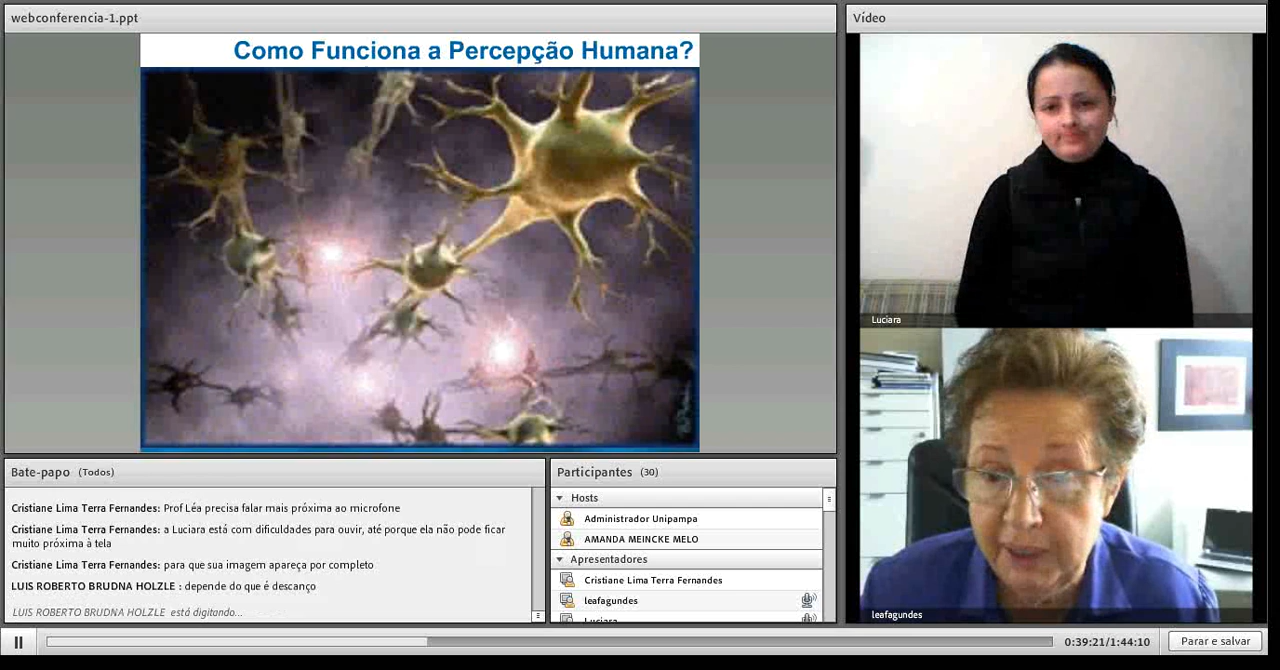 webconferencia-1.ppt
Como Funciona a Percepção Humana?
Bate-papo (Todos)
Cristiane Lima Terra Fernandes: Prof Léa precisa falar mais próxima ao microfone
Cristiane Lima Terra Fernandes: a Luciara está com dificuldades para ouvir, até porque ela não pode ficar
muito próxima à tela
Cristiane Lima Terra Fernandes: para que sua imagem apareça por completo
LUIS ROBERTO BRUDNA HOLZLE : depende do que é descanço
LUIS ROBERTO BRUDNA HOLZLE está digitando...
Participantes (30)
Hosts
Administrador Unipampa
AMANDA MEINCKE MELO
Apresentadores
Cristiane Lima Terra Fernandes
leafagundes
Luciara
Vídeo
Luciara
leafagundes
0:39:21/1:44:10
Parar e salvar